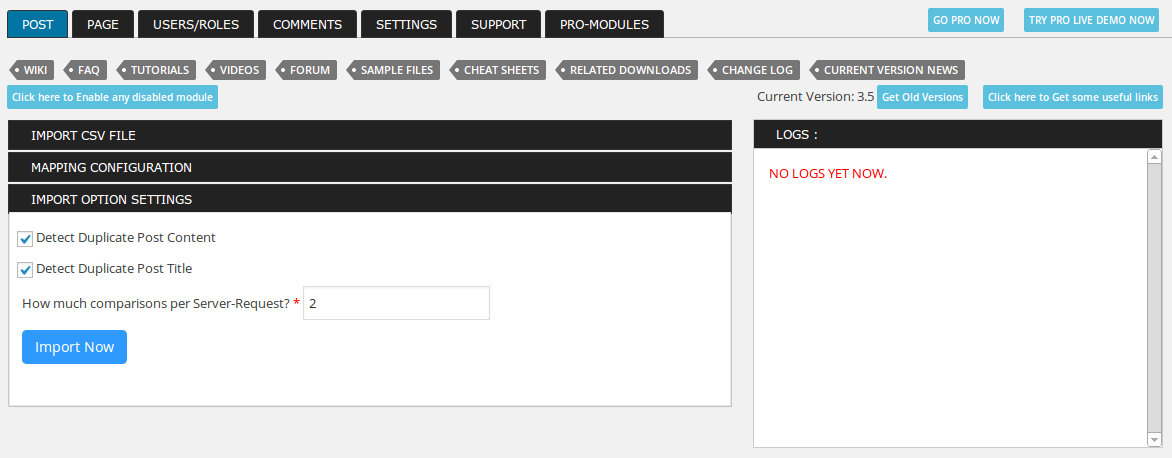 POST PAGE USERS/ROLES COMMENTS SETTINGS SUPPORT PRO-MODULES GO PRO NOW TRY PRO LIVE DEMO NOW
WIKI FAQ TUTORIALS VIDEOS FORUM SAMPLE FILES CHEAT SHEETS RELATED DOWNLOADS CHANGE LOG CURRENT VERSION NEWS
Click here to Enable any disabled module Current Version: 3.5 Get Old Versions Click here to Get some useful links
IMPORT CSV FILE
MAPPING CONFIGURATION
IMPORT OPTION SETTINGS
Detect Duplicate Post Content
Detect Duplicate Post Title
How much comparisons per Server-Request? * 2
Import Now
LOGS :
NO LOGS YET NOW.